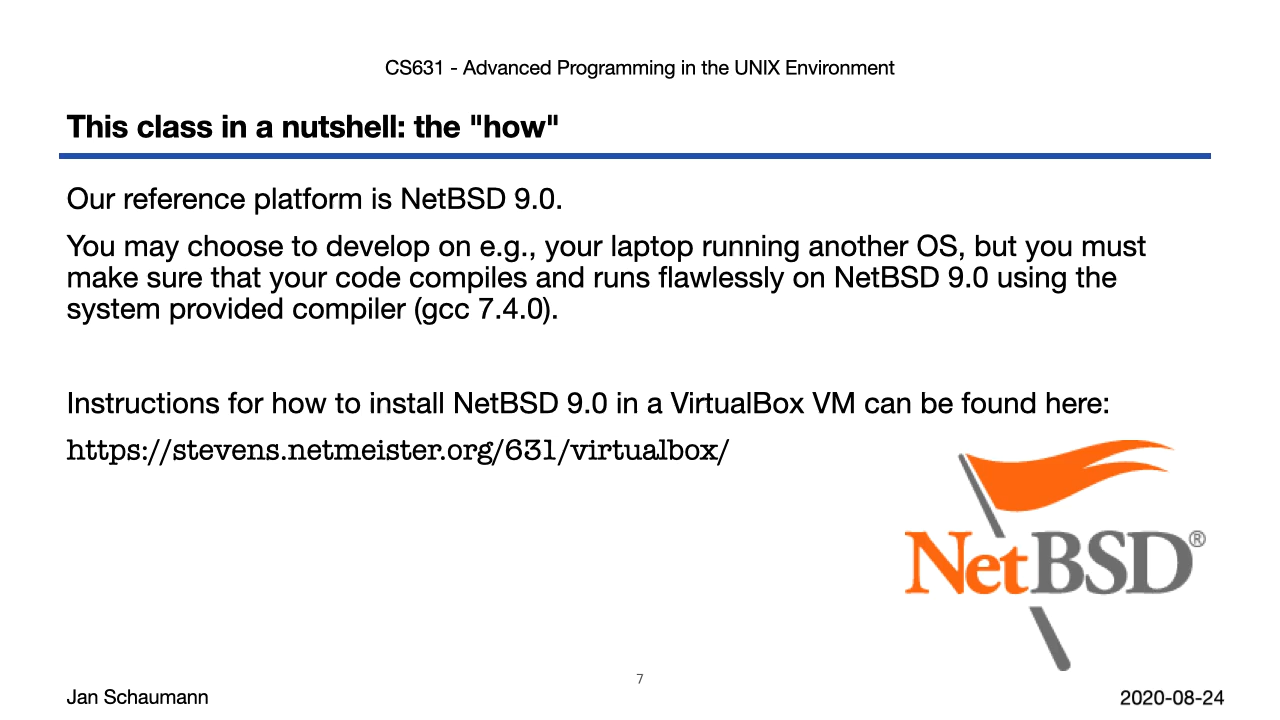 CS631 - Advanced Programming in the UNIX Environment
This class in a nutshell: the "how"
Our reference platform is NetBSD 9.0.
You may choose to develop on e.g., your laptop running another OS, but you must
make sure that your code compiles and runs flawlessly on NetBSD 9.0 using the
system provided compiler (gcc 7.4.0).
Instructions for how to install NetBSD 9.0 in a VirtualBox VM can be found here:
https://stevens.netmeister.org/631/virtualbox/
NetBSD®
7
Jan Schaumann
2020-08-24